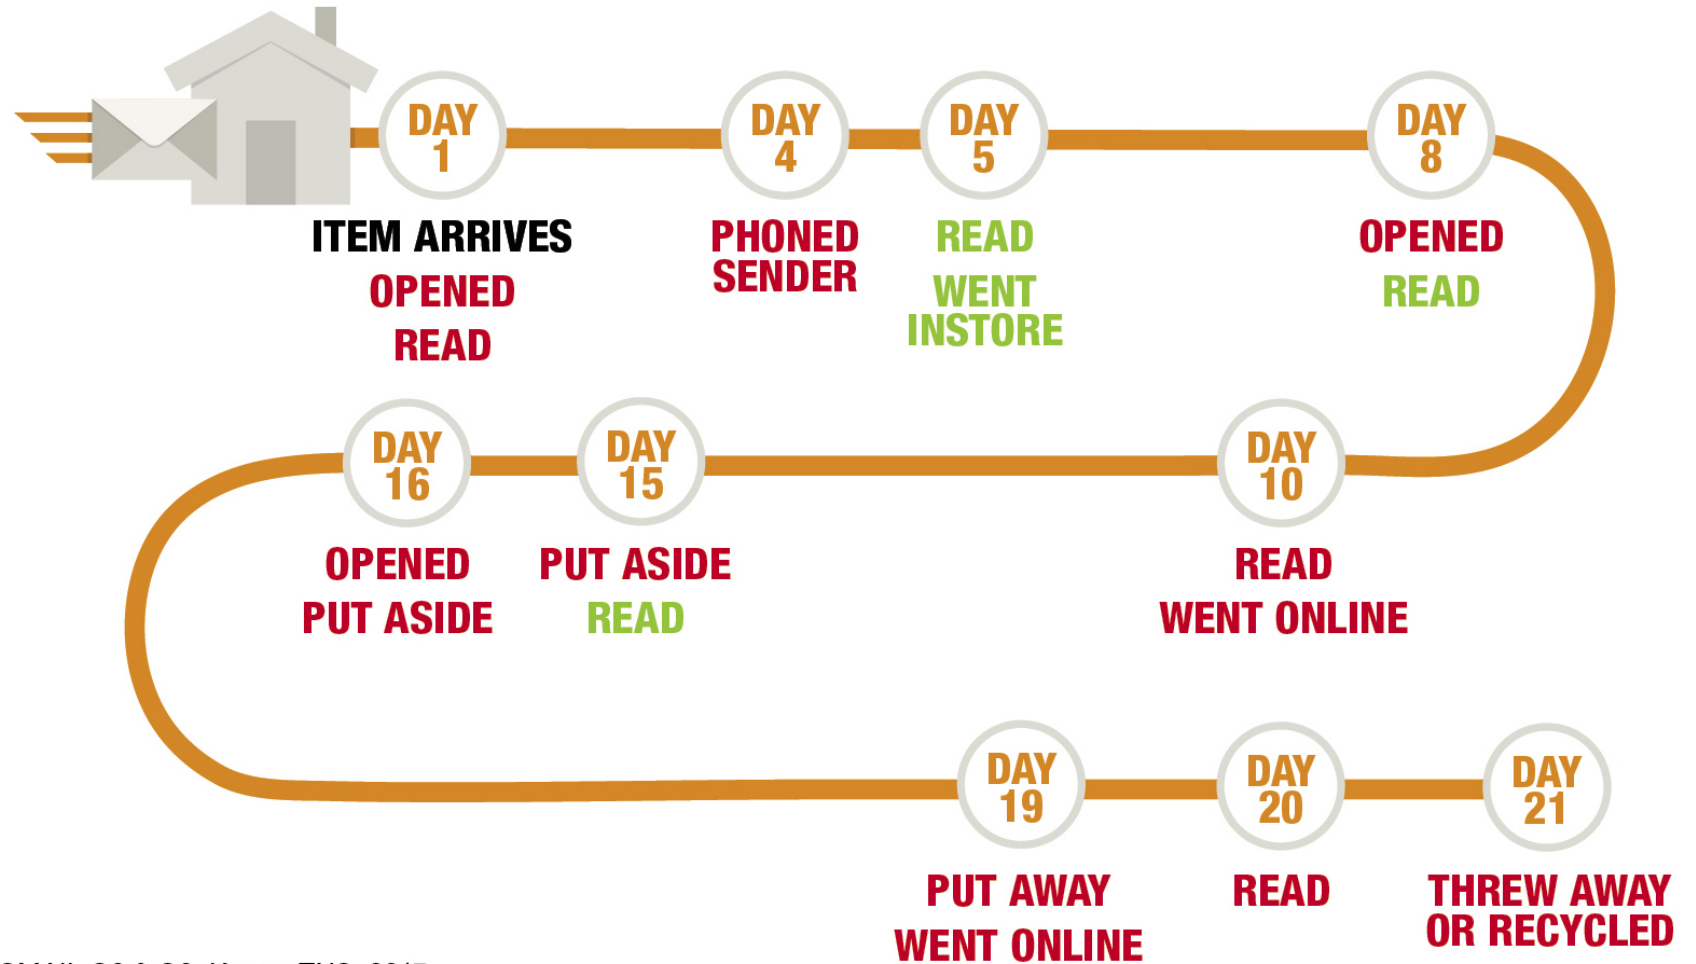 DAY
1
ITEM ARRIVES
OPENED
READ
DAY
4
PHONED
SENDER
DAY
5
READ
WENT
INSTORE
DAY
8
OPENED
READ
DAY
10
READ
WENT ONLINE
DAY
15
PUT ASIDE
READ
DAY
16
OPENED
PUT ASIDE
DAY
19
PUT AWAY
WENT ONLINE
DAY
20
READ
DAY
21
THREW AWAY
OR RECYCLED